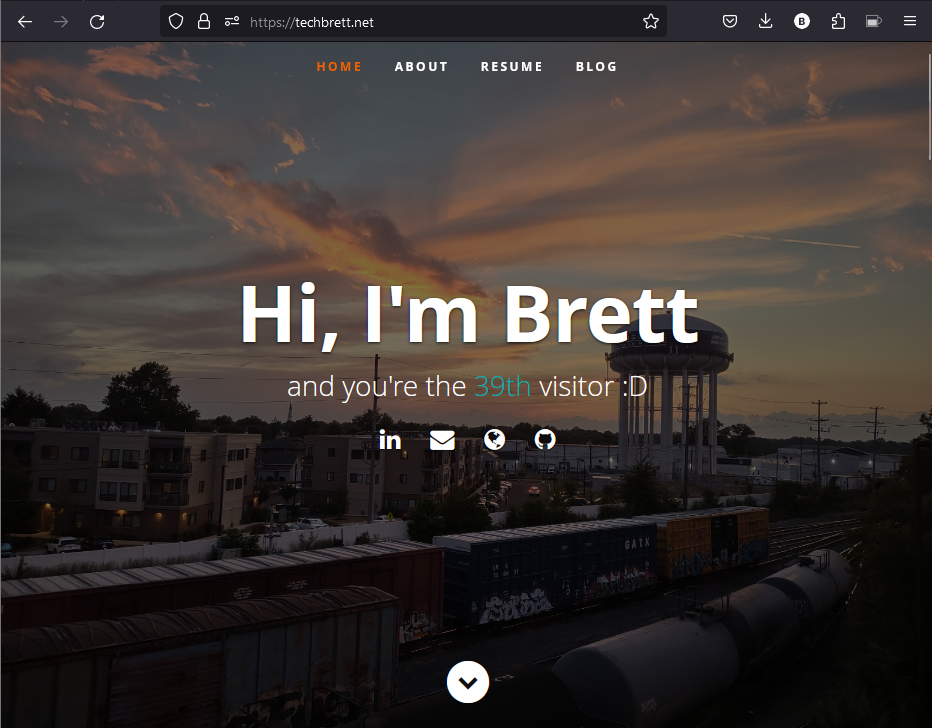 https://techbrett.net
B
HOME ABOUT RESUME BLOG
Hi, I'm Brett
and you're the 39th visitor :D
in
GATX